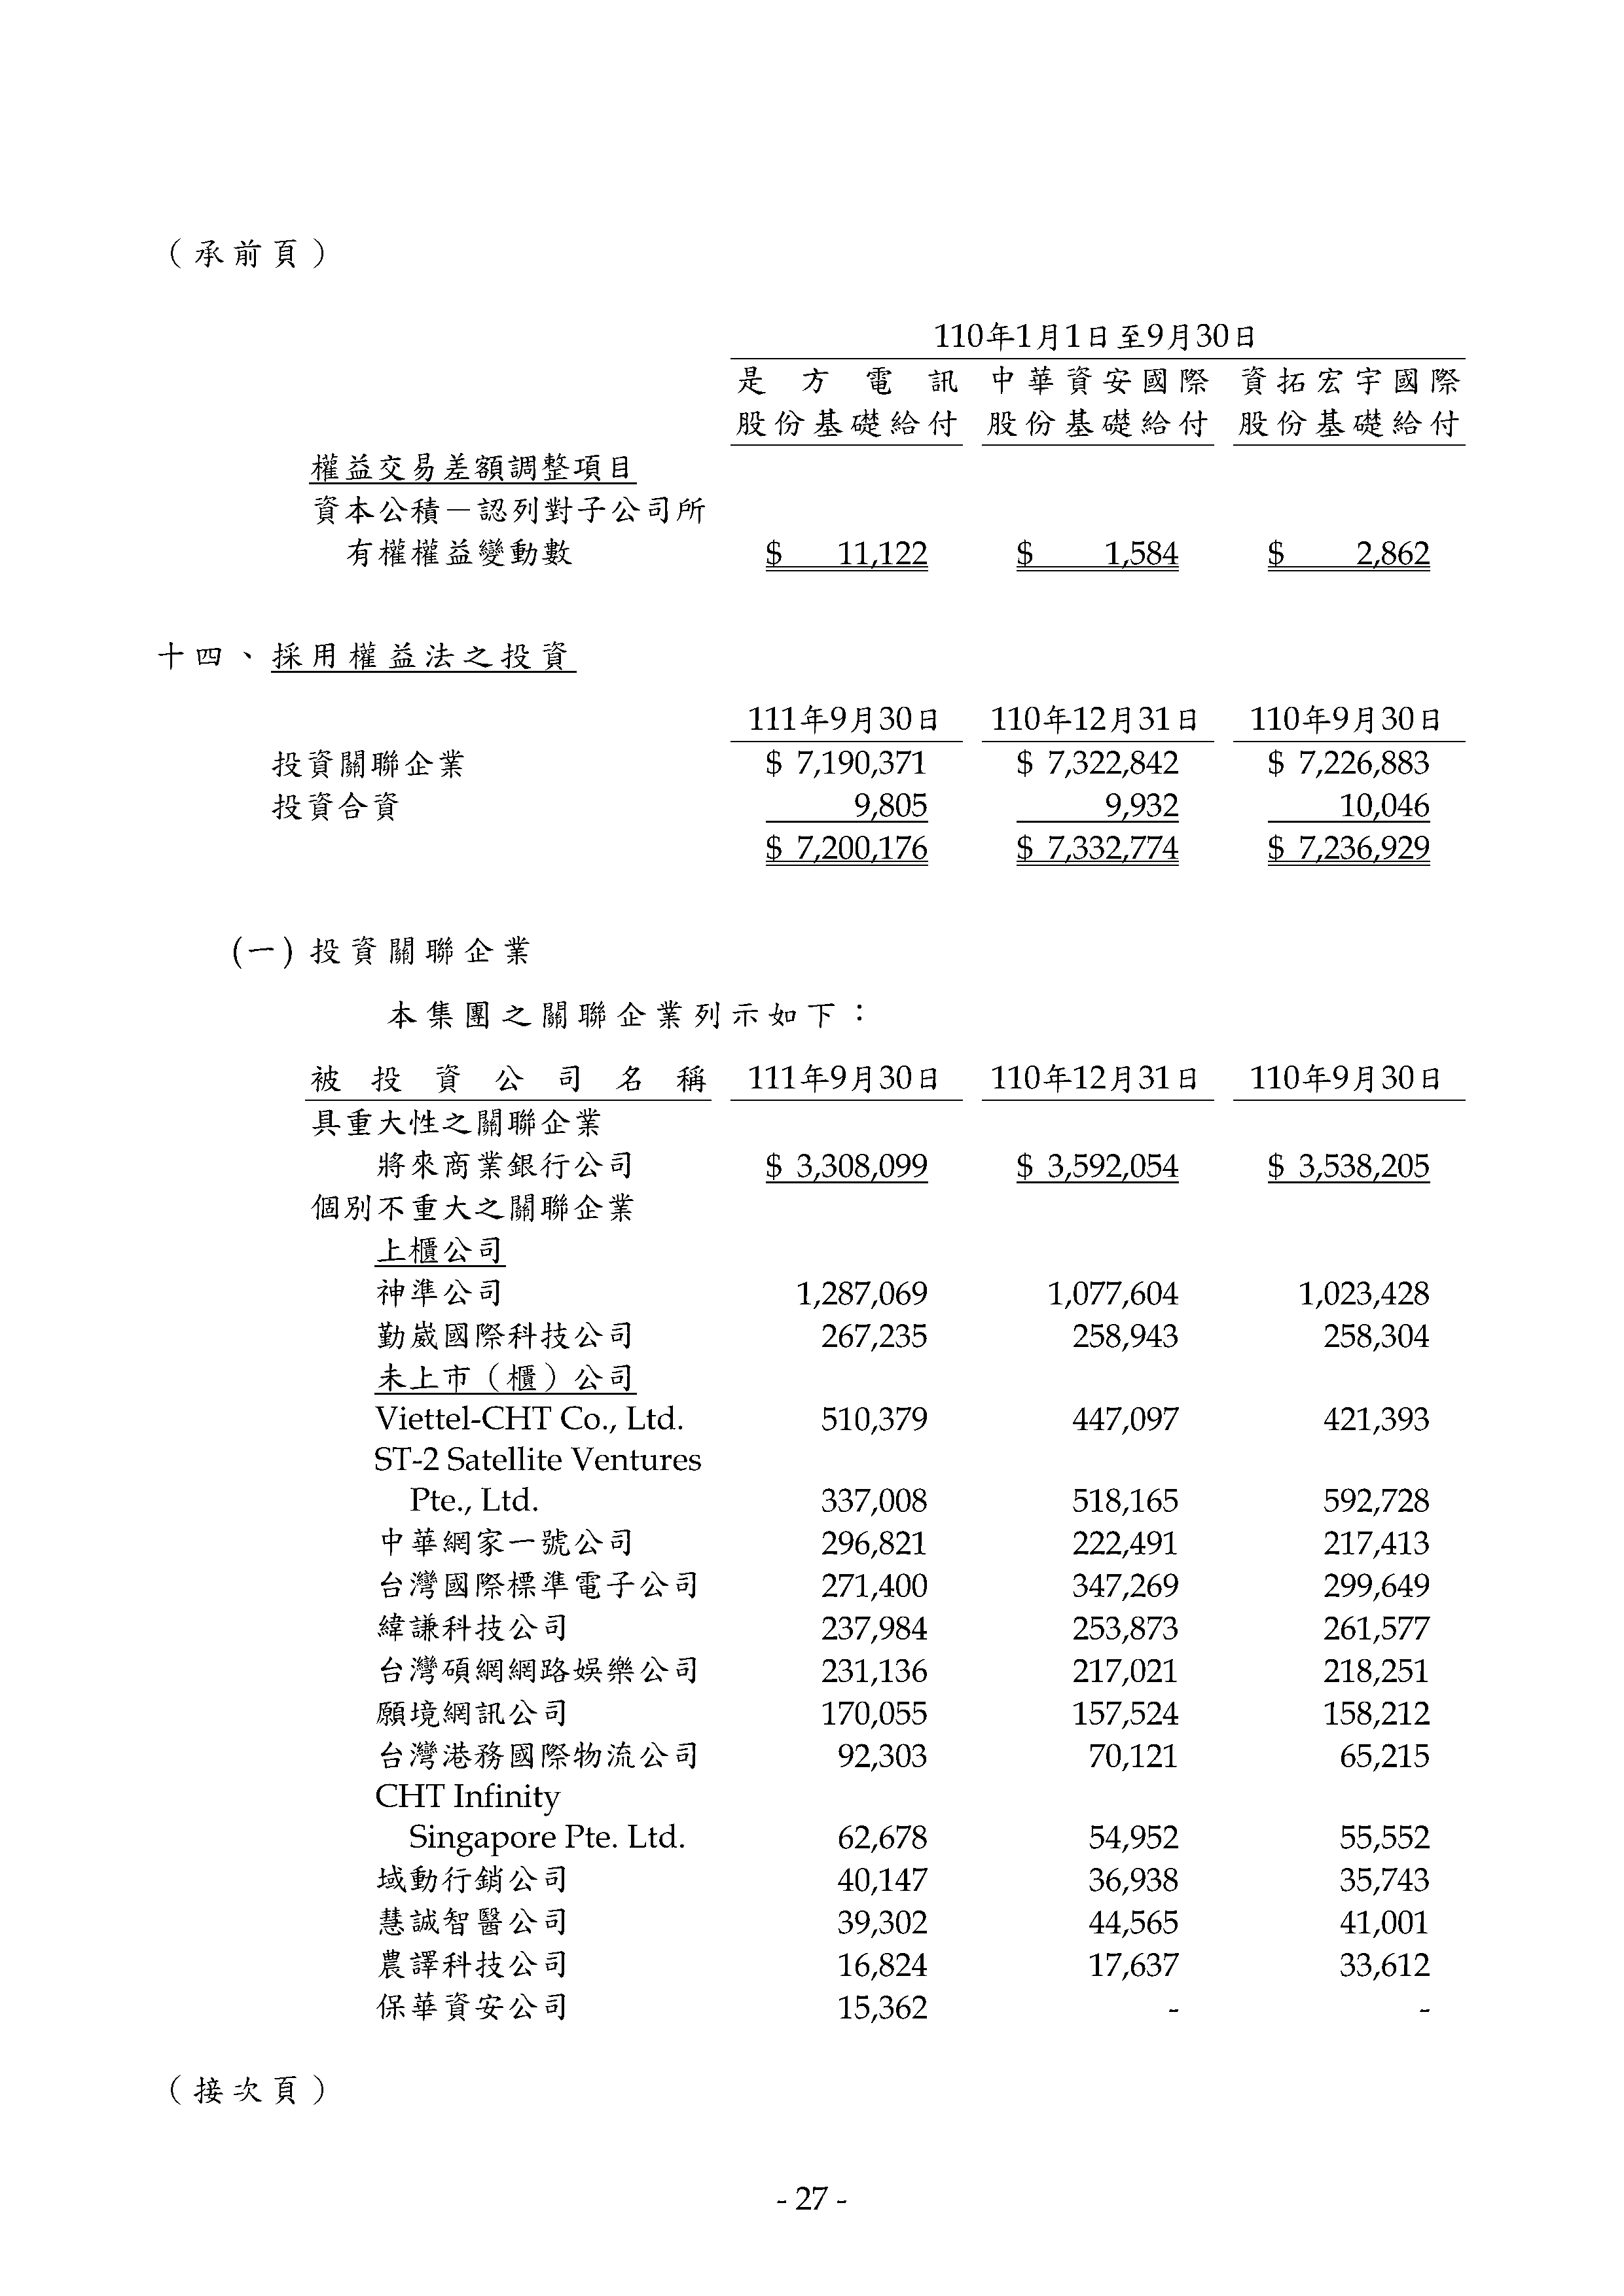 （承前頁）
110年1月1日至9月30日
是方電訊 中華資安國際 資拓宏宇國際
股份基礎給付 股份基礎給付 股份基礎給付
權益交易差額調整項目
資本公積－認列對子公司所
有權權益變動數 $ 11,122 $ 1,584 $ 2,862
十四、採用權益法之投資
111年9月30日 110年12月31日 110年9月30日
投資關聯企業 $ 7,190,371 $ 7,322,842 $ 7,226,883
投資合資 9,805 9,932 10,046
$ 7,200,176 $ 7,332,774 $ 7,236,929
(一) 投資關聯企業
本集團之關聯企業列示如下：
被投資公司名稱 111年9月30日 110年12月31日 110年9月30日
具重大性之關聯企業
將來商業銀行公司 $ 3,308,099 $ 3,592,054 $ 3,538,205
個別不重大之關聯企業
上櫃公司
神準公司 1,287,069 1,077,604 1,023,428
勤崴國際科技公司 267,235 258,943 258,304
未上市（櫃）公司
Viettel-CHT Co., Ltd. 510,379 447,097 421,393
ST-2 Satellite Ventures
Pte., Ltd. 337,008 518,165 592,728
中華網家一號公司 296,821 222,491 217,413
台灣國際標準電子公司 271,400 347,269 299,649
緯謙科技公司 237,984 253,873 261,577
台灣碩網網路娛樂公司 231,136 217,021 218,251
願境網訊公司 170,055 157,524 158,212
台灣港務國際物流公司 92,303 70,121 65,215
CHT Infinity
Singapore Pte. Ltd. 62,678 54,952 55,552
域動行銷公司 40,147 36,938 35,743
慧誠智醫公司 39,302 44,565 41,001
農譯科技公司 16,824 17,637 33,612
保華資安公司 15,362 - -
（接次頁）
- 27 -